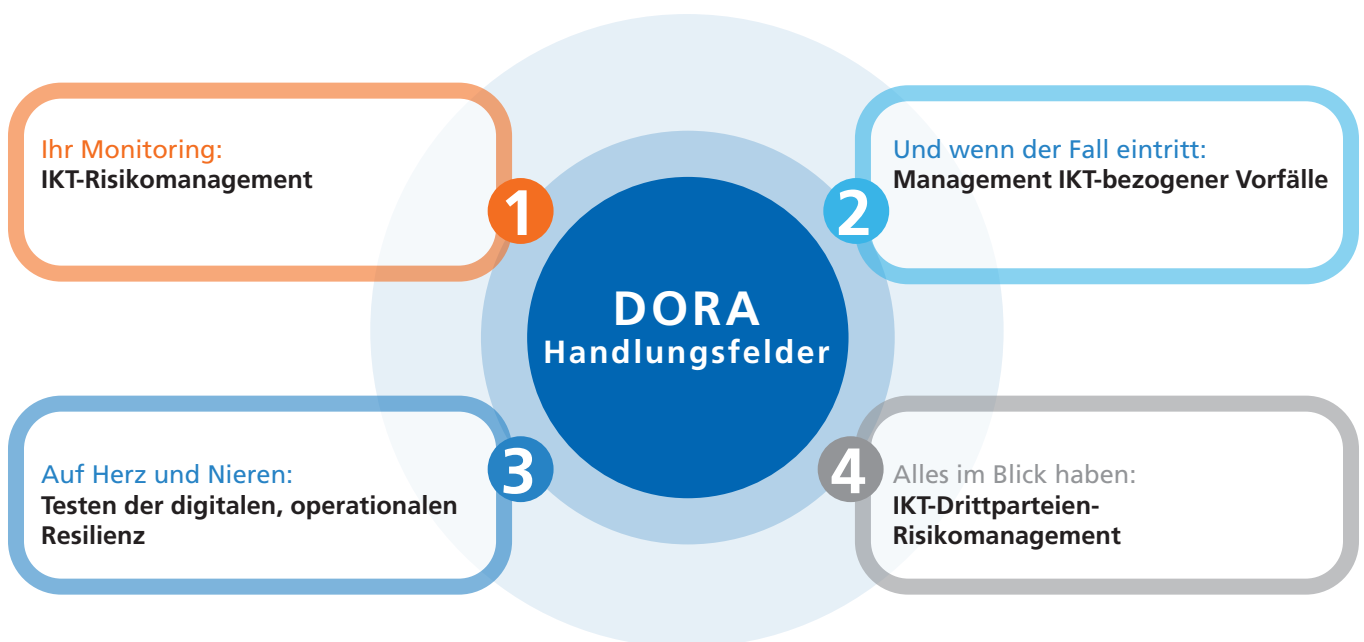 Ihr Monitoring:
IKT-Risikomanagement
1
Und wenn der Fall eintritt:
Management IKT-bezogener Vorfälle
2
DORA
Handlungsfelder
Auf Herz und Nieren:
Testen der digitalen, operationalen
Resilienz
3
Alles im Blick haben:
IKT-Drittparteien-
Risikomanagement
4